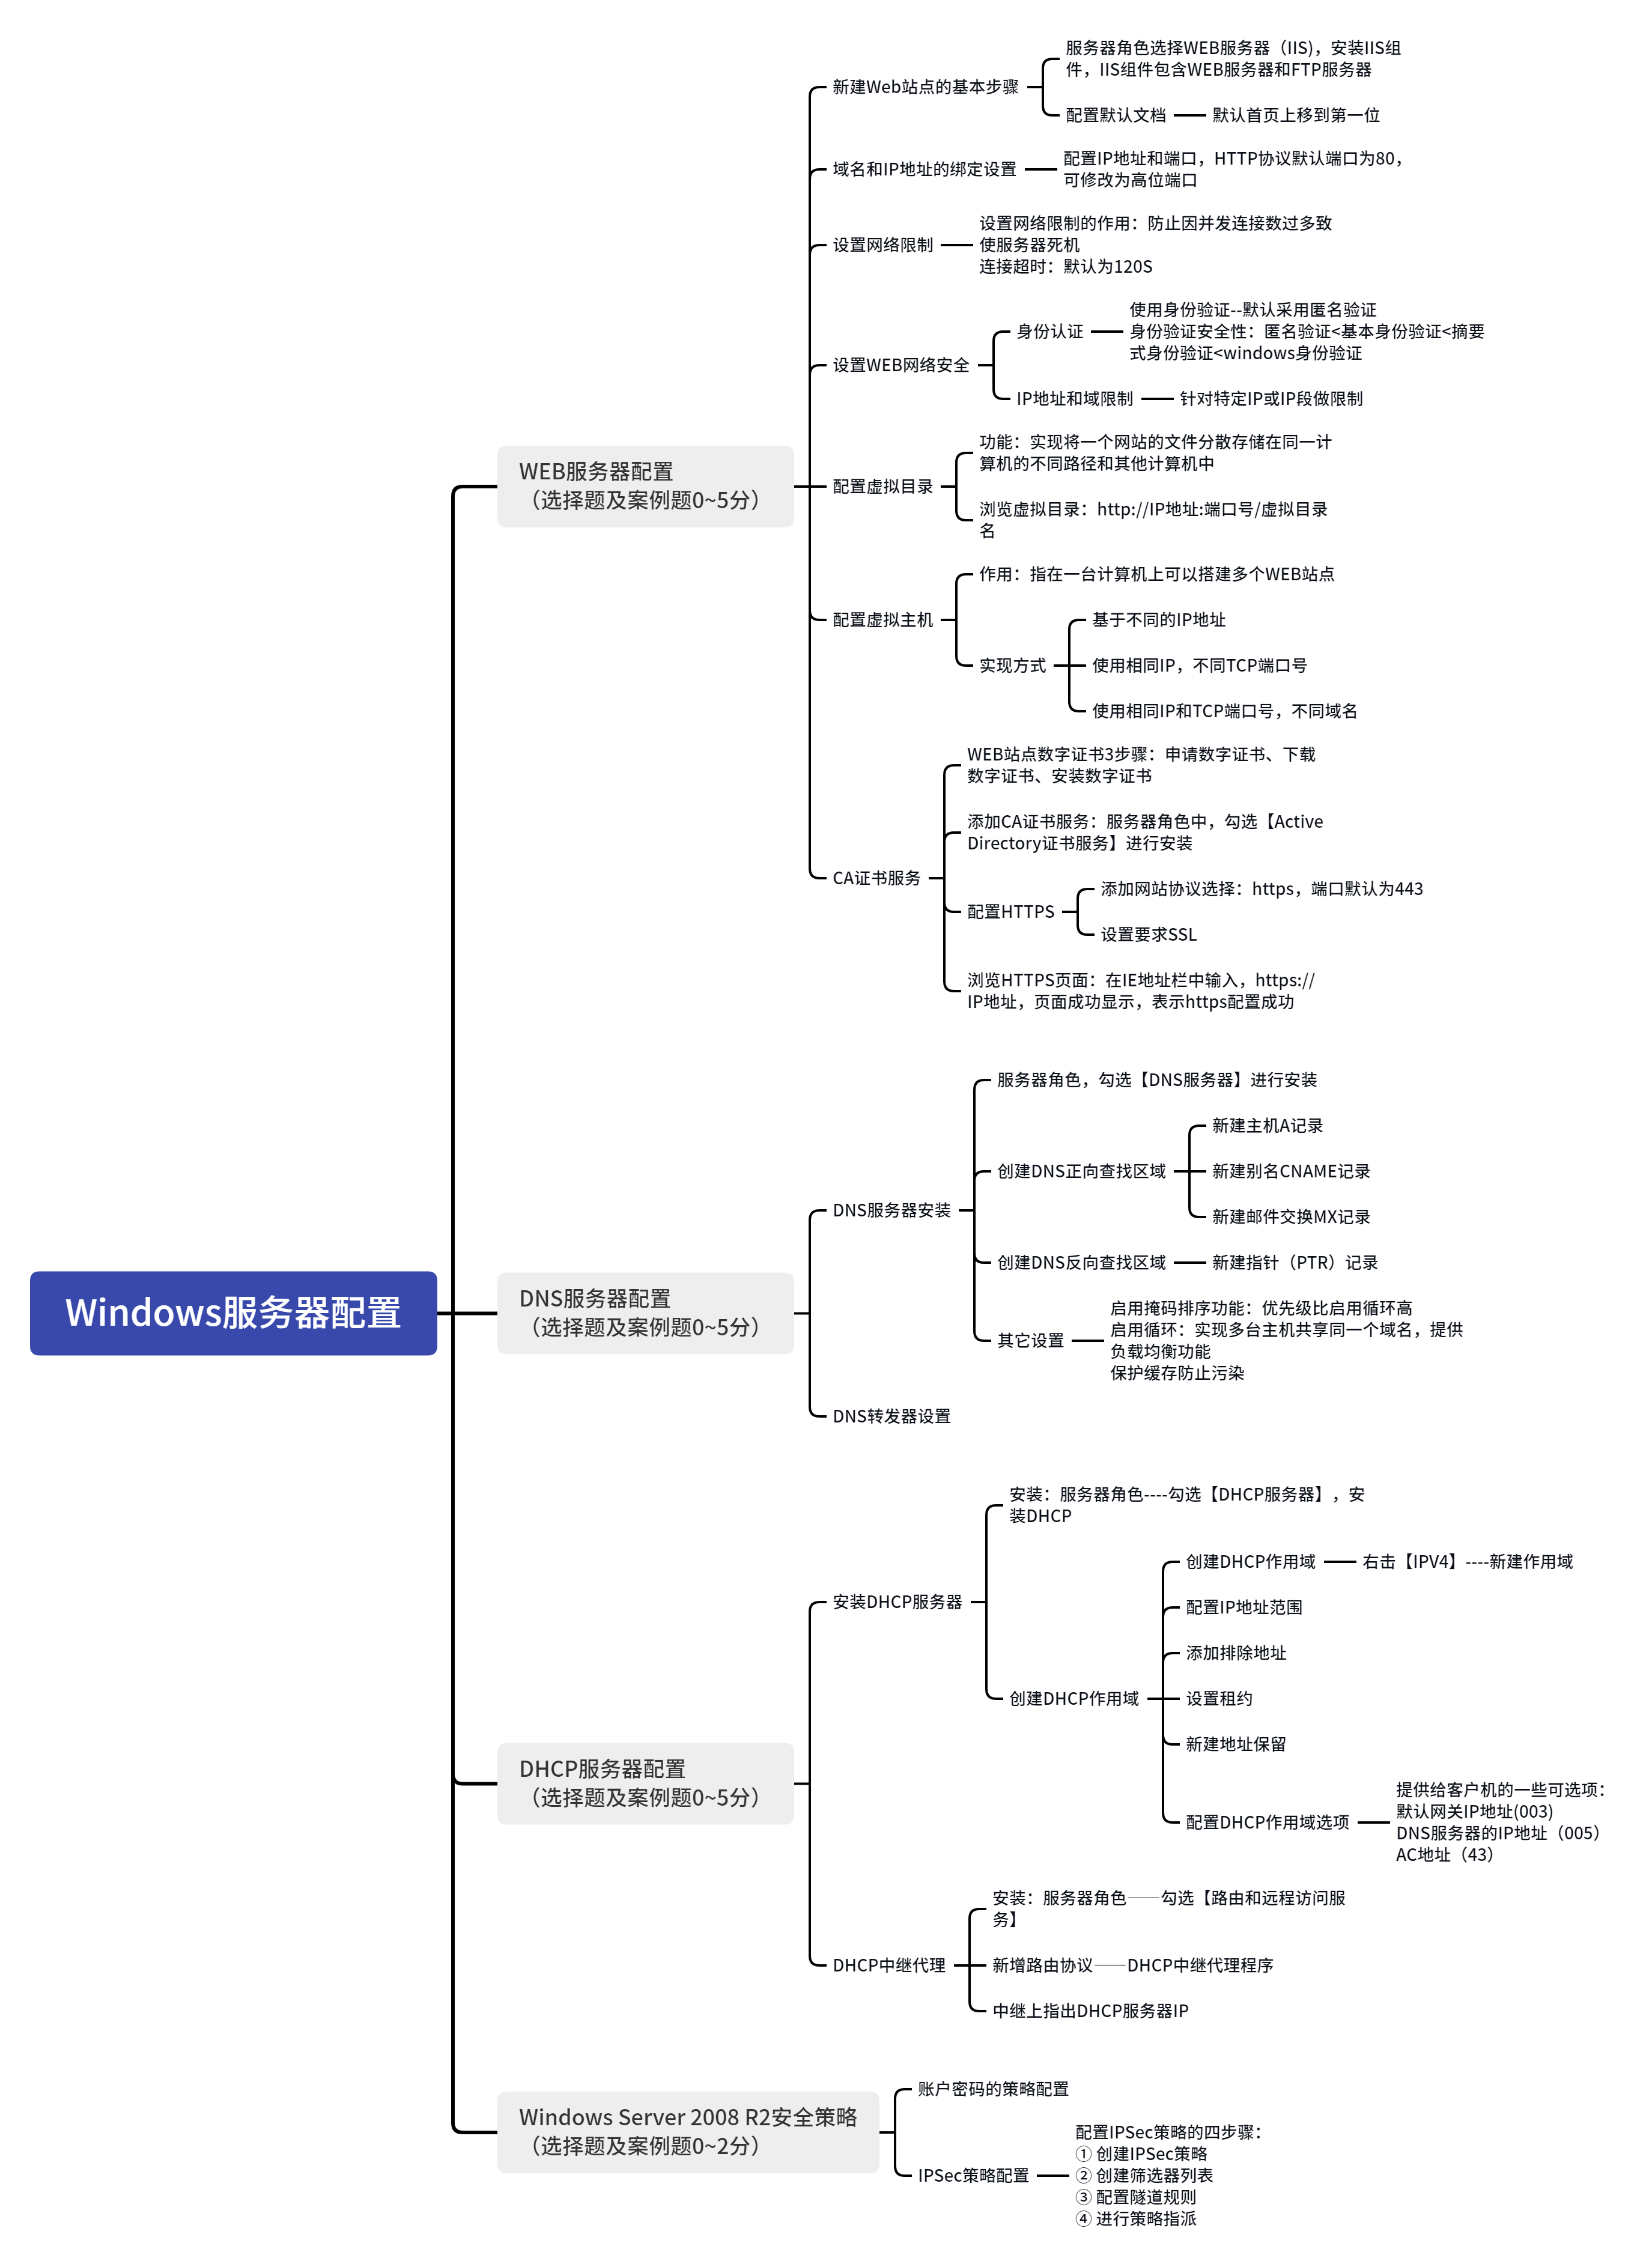 Windows服务器配置
WEB服务器配置
（选择题及案例题0~5分）
新建Web站点的基本步骤
服务器角色选择WEB服务器（IIS)，安装IIS组
件，IIS组件包含WEB服务器和FTP服务器
配置默认文档
默认首页上移到第一位
域名和IP地址的绑定设置
配置IP地址和端口，HTTP协议默认端口为80，
可修改为高位端口
设置网络限制
设置网络限制的作用：防止因并发连接数过多致
使服务器死机
连接超时：默认为120S
设置WEB网络安全
身份认证
使用身份验证--默认采用匿名验证
身份验证安全性：匿名验证<基本身份验证<摘要
式身份验证<windows身份验证
IP地址和域限制
针对特定IP或IP段做限制
配置虚拟目录
功能：实现将一个网站的文件分散存储在同一计
算机的不同路径和其他计算机中
浏览虚拟目录：http://IP地址:端口号/虚拟目录
名
配置虚拟主机
作用：指在一台计算机上可以搭建多个WEB站点
实现方式
基于不同的IP地址
使用相同IP，不同TCP端口号
使用相同IP和TCP端口号，不同域名
CA证书服务
WEB站点数字证书3步骤：申请数字证书、下载
数字证书、安装数字证书
添加CA证书服务：服务器角色中，勾选【Active
Directory证书服务】进行安装
配置HTTPS
添加网站协议选择：https，端口默认为443
设置要求SSL
浏览HTTPS页面：在IE地址栏中输入，https://
IP地址，页面成功显示，表示https配置成功
DNS服务器配置
（选择题及案例题0~5分）
DNS服务器安装
服务器角色，勾选【DNS服务器】进行安装
创建DNS正向查找区域
新建主机A记录
新建别名CNAME记录
新建邮件交换MX记录
创建DNS反向查找区域
新建指针（PTR）记录
其它设置
启用掩码排序功能：优先级比启用循环高
启用循环：实现多台主机共享同一个域名，提供
负载均衡功能
保护缓存防止污染
DNS转发器设置
DHCP服务器配置
（选择题及案例题0~5分）
安装DHCP服务器
安装：服务器角色----勾选【DHCP服务器】，安
装DHCP
创建DHCP作用域
创建DHCP作用域
右击【IPV4】----新建作用域
配置IP地址范围
添加排除地址
设置租约
新建地址保留
配置DHCP作用域选项
提供给客户机的一些可选项：
默认网关IP地址(003)
DNS服务器的IP地址（005）
AC地址（43）
DHCP中继代理
安装：服务器角色——勾选【路由和远程访问服
务】
新增路由协议——DHCP中继代理程序
中继上指出DHCP服务器IP
Windows Server 2008 R2安全策略
（选择题及案例题0~2分）
账户密码的策略配置
IPSec策略配置
配置IPSec策略的四步骤：
① 创建IPSec策略
② 创建筛选器列表
③ 配置隧道规则
④ 进行策略指派